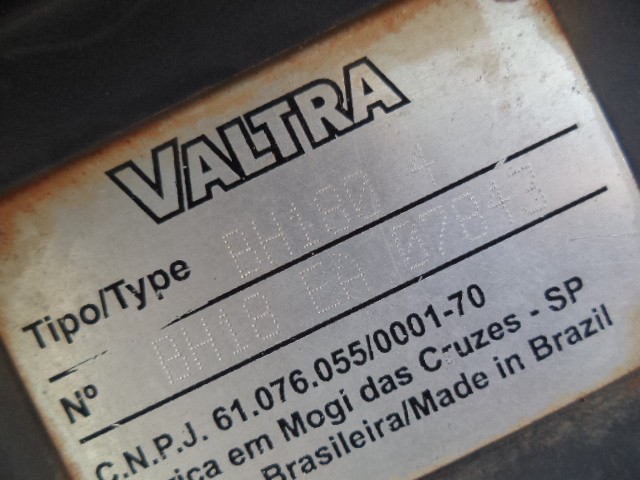 VALTRA
Tipo/Type BH180 4
Nº BH18 EA 07843
C.N.P.J. 61.076.055/0001-70
em Mogi das Cruzes - SP
Brasileira/Made in Brazil